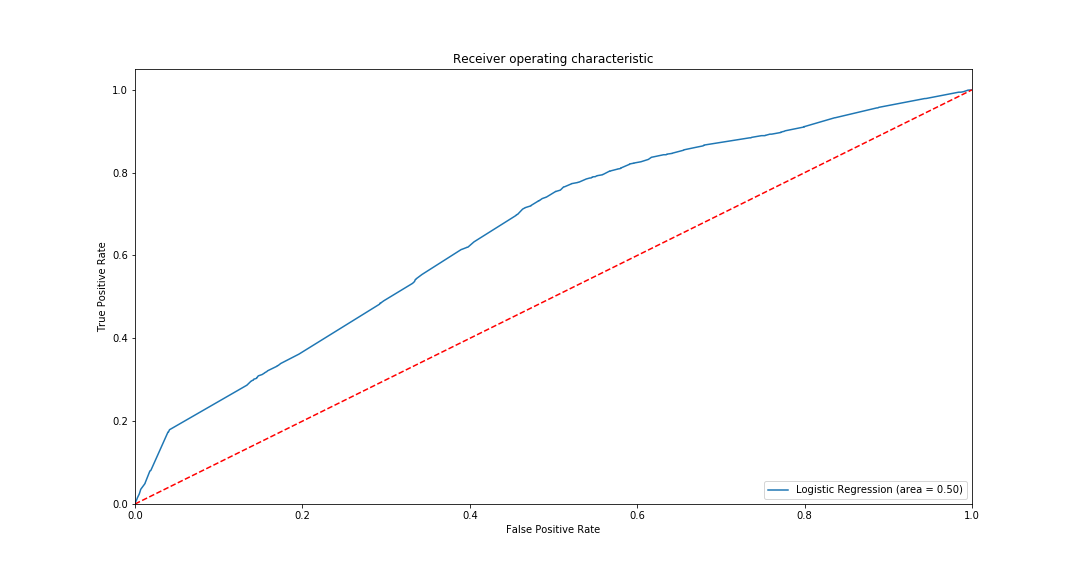 Receiver operating characteristic
True Positive Rate
1.0
0.8
0.6
0.4
0.2
0.0
Logistic Regression (area = 0.50)
0.0 0.2 0.4 0.6 0.8 1.0
False Positive Rate